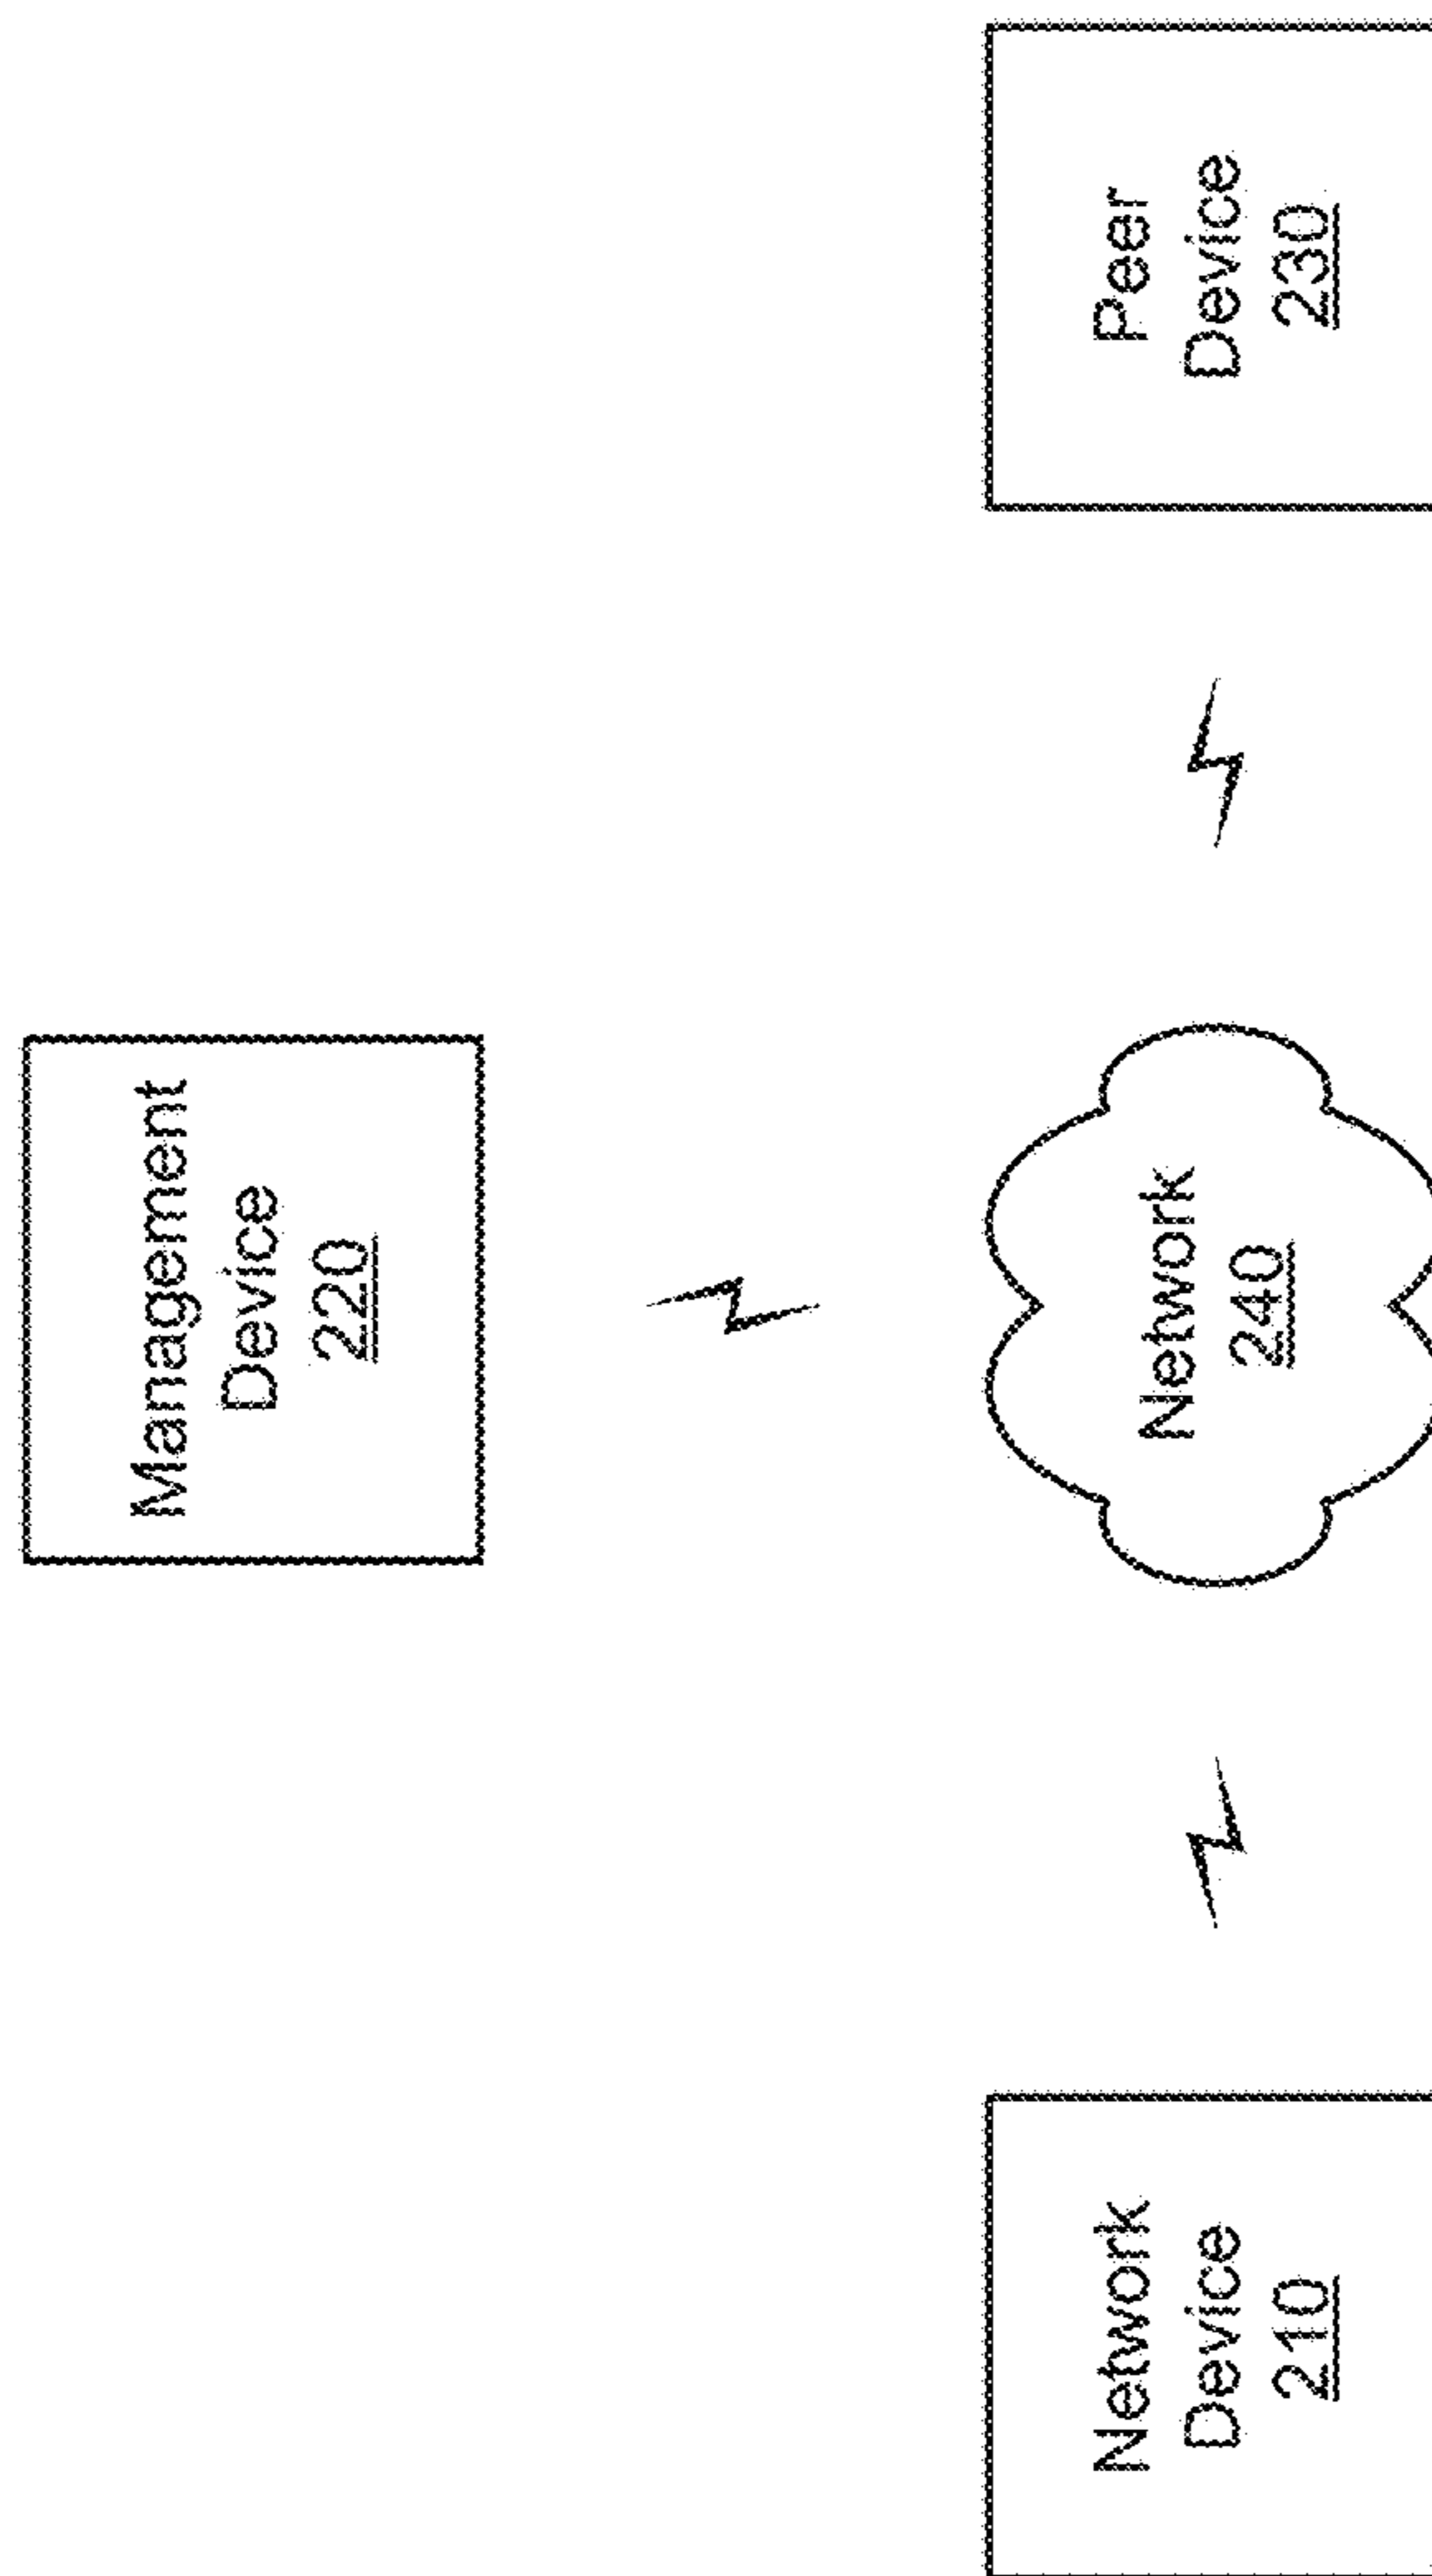 Management
Device
220
Network
Device
210
Network
240
Peer
Device
230